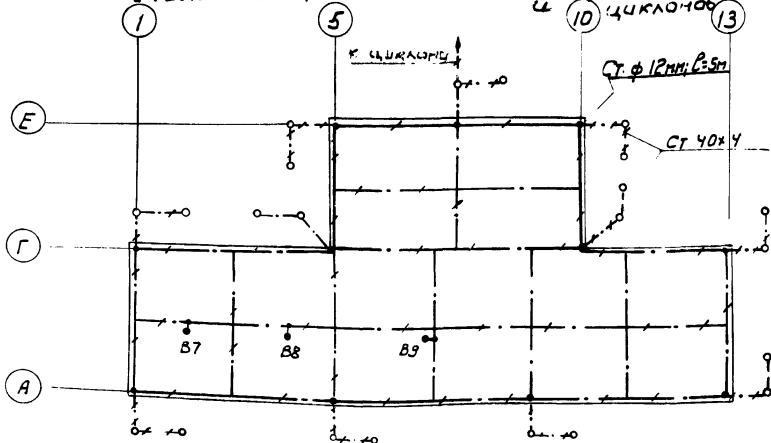 и циклонов
1
5
10
13
к циклону
Ст. ф 12мм; ℓ=5м
Е
Ст 40×4
Г
В7
В8
В9
А